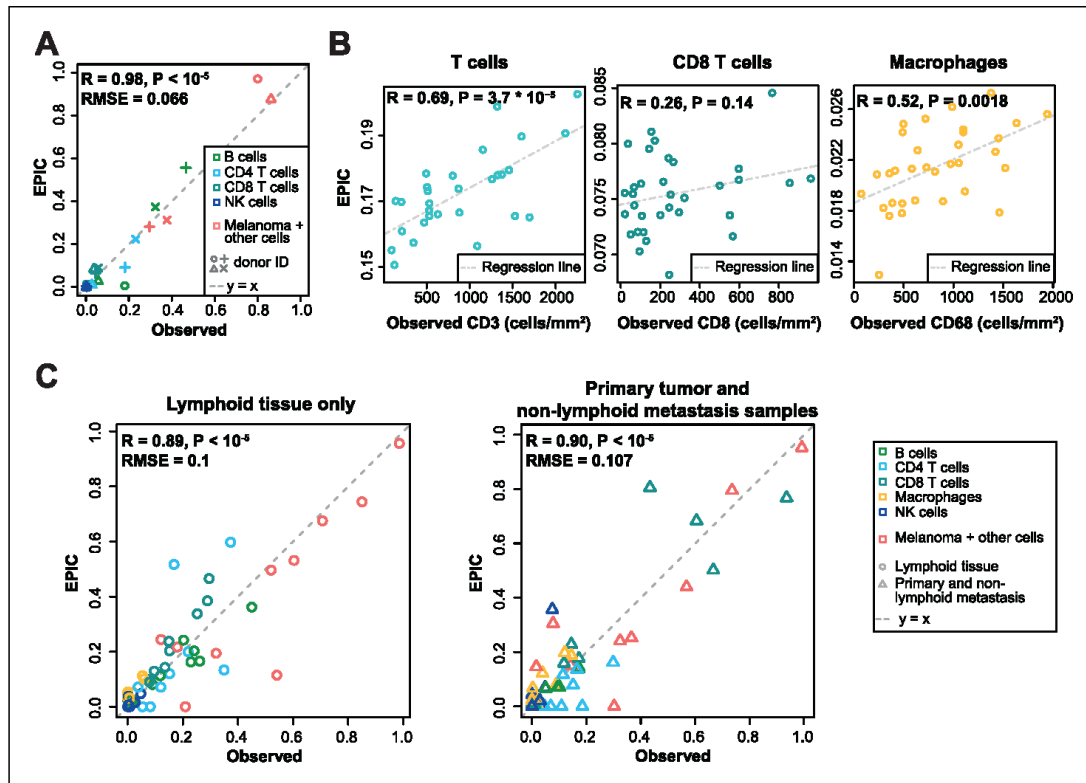 A
R = 0.98, P < 10⁻⁵
RMSE = 0.066
EPIC
1.0
0.8
0.6
0.4
0.2
0.0
B cells
CD4 T cells
CD8 T cells
NK cells
Melanoma +
other cells
donor ID
y = x
0.0 0.2 0.4 0.6 0.8 1.0
Observed
B
T cells
R = 0.69, P = 3.7 * 10⁻⁵
EPIC
0.19
0.17
0.15
Regression line
500 1000 1500 2000
Observed CD3 (cells/mm²)
CD8 T cells
R = 0.26, P = 0.14
0.085
0.080
0.075
0.070
Regression line
0 200 400 600 800 1000
Observed CD8 (cells/mm²)
Macrophages
R = 0.52, P = 0.0018
0.026
0.022
0.018
0.014
Regression line
0 500 1000 1500 2000
Observed CD68 (cells/mm²)
C
Lymphoid tissue only
R = 0.89, P < 10⁻⁵
RMSE = 0.1
EPIC
1.0
0.8
0.6
0.4
0.2
0.0
0.0 0.2 0.4 0.6 0.8 1.0
Observed
Primary tumor and
non-lymphoid metastasis samples
R = 0.90, P < 10⁻⁵
RMSE = 0.107
EPIC
1.0
0.8
0.6
0.4
0.2
0.0
0.0 0.2 0.4 0.6 0.8 1.0
Observed
B cells
CD4 T cells
CD8 T cells
Macrophages
NK cells
Melanoma + other cells
Lymphoid tissue
Primary and non-
lymphoid metastasis
y = x